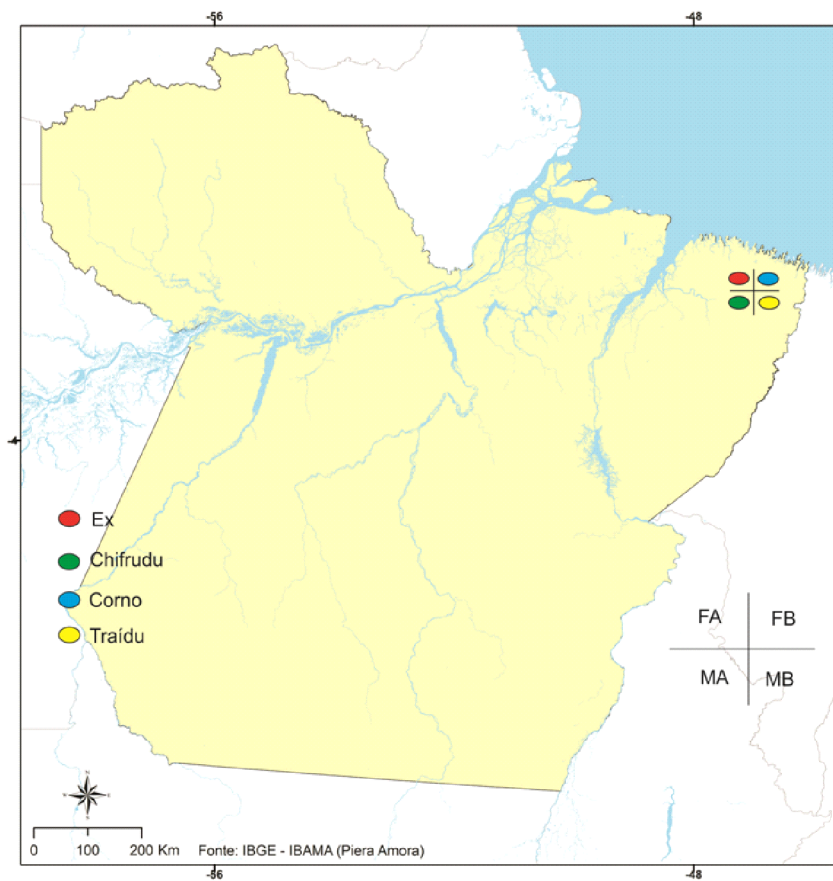 -56 -48
-4
Ex
Chifrudu
Corno
Traídu
FA FB
MA MB
0 100 200 Km Fonte: IBGE - IBAMA (Piera Amora)
-56 -48